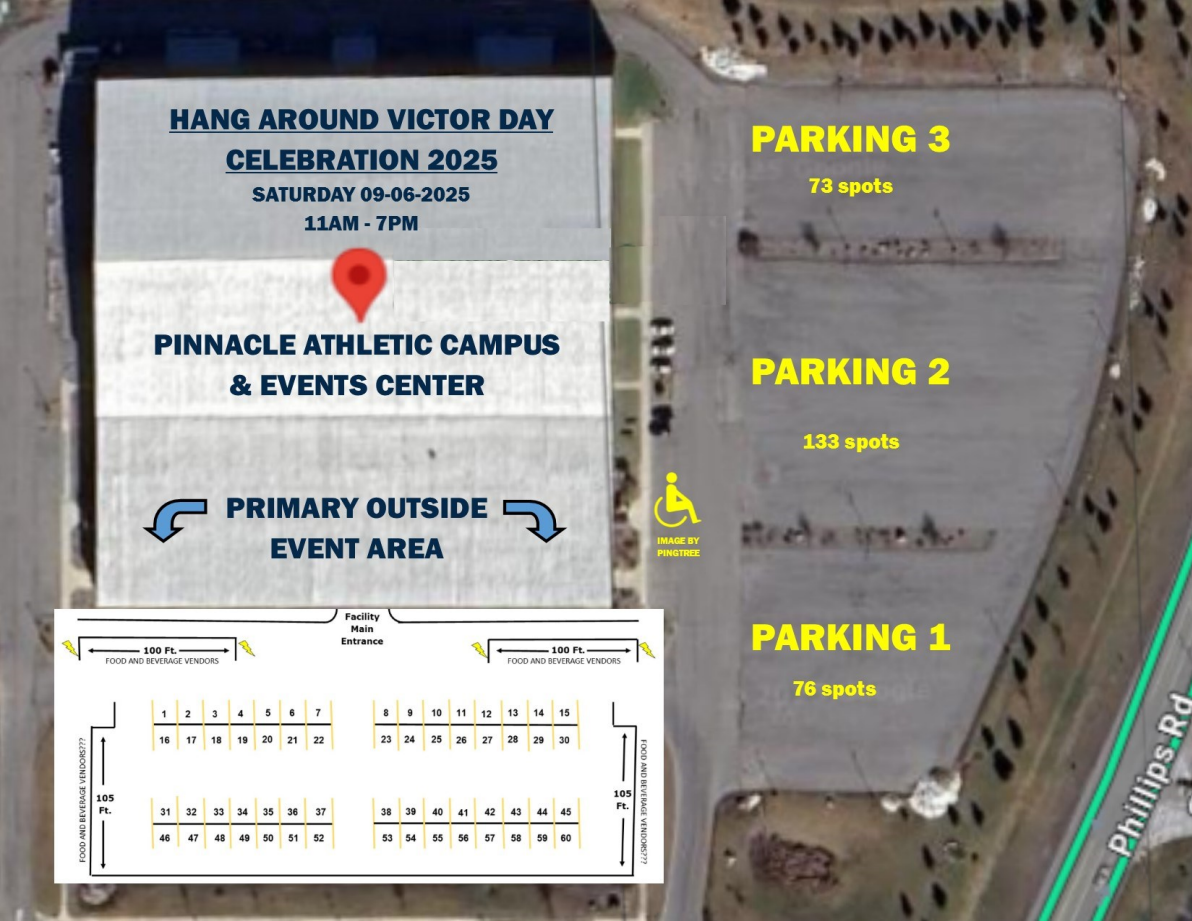 HANG AROUND VICTOR DAY
CELEBRATION 2025
SATURDAY 09-06-2025
11AM - 7PM
PINNACLE ATHLETIC CAMPUS
& EVENTS CENTER
PRIMARY OUTSIDE
EVENT AREA
PARKING 3
73 spots
PARKING 2
133 spots
IMAGE BY
PINGTREE
PARKING 1
76 spots
Phillips Rd
Facility
Main
Entrance
100 Ft.
FOOD AND BEVERAGE VENDORS
100 Ft.
FOOD AND BEVERAGE VENDORS
1 2 3 4 5 6 7 8 9 10 11 12 13 14 15
16 17 18 19 20 21 22 23 24 25 26 27 28 29 30
FOOD AND BEVERAGE VENDORS???
105
Ft.
105
Ft.
FOOD AND BEVERAGE VENDORS???
31 32 33 34 35 36 37 38 39 40 41 42 43 44 45
46 47 48 49 50 51 52 53 54 55 56 57 58 59 60